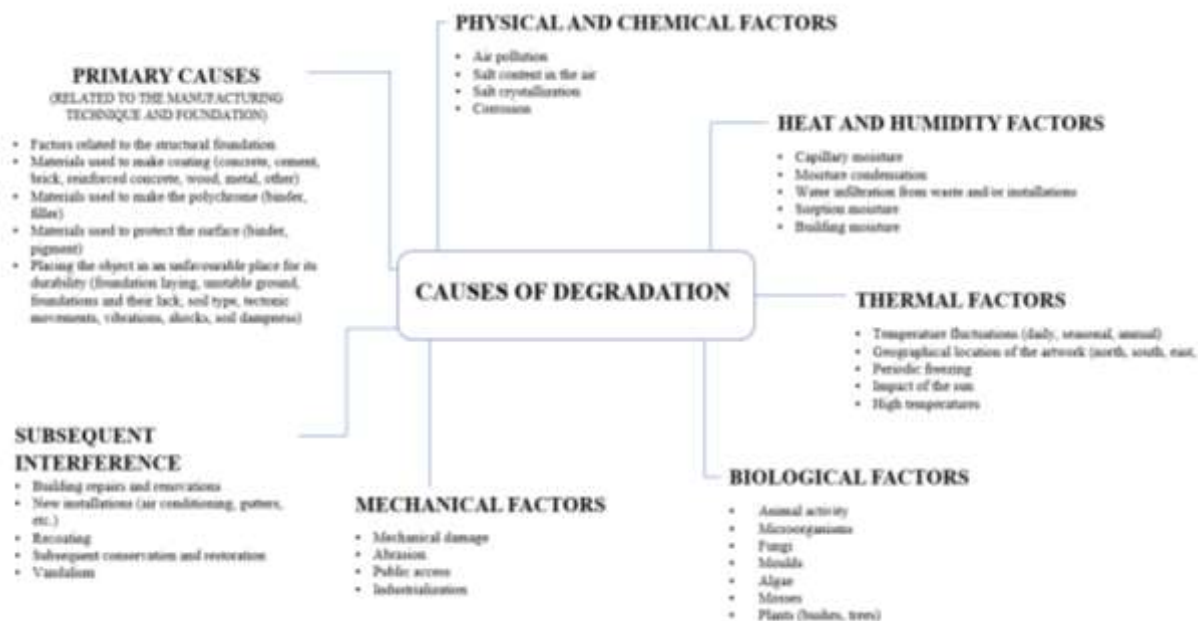 PHYSICAL AND CHEMICAL FACTORS
• Air pollution
• Salt content in the air
• Salt crystallization
• Corrosion
PRIMARY CAUSES
(RELATED TO THE MANUFACTURING
TECHNIQUE AND FOUNDATION)
• Factors related to the structural foundation
• Materials used to make coating (concrete, cement,
brick, reinforced concrete, wood, metal, other)
• Materials used to make the polychrome (binder,
filler)
• Materials used to protect the surface (binder,
pigment)
• Placing the object in an unfavourable place for its
durability (foundation laying, unstable ground,
foundations and their lack, soil type, tectonic
movements, vibrations, shocks, soil dampness)
HEAT AND HUMIDITY FACTORS
• Capillary moisture
• Moisture condensation
• Water infiltration from waste and/or installations
• Sorption moisture
• Building moisture
CAUSES OF DEGRADATION
THERMAL FACTORS
• Temperature fluctuations (daily, seasonal, annual)
• Geographical location of the artwork (north, south, east,
• Periodic freezing
• Impact of the sun
• High temperatures
SUBSEQUENT
INTERFERENCE
• Building repairs and renovations
• New installations (air conditioning, gutters,
etc.)
• Recoating
• Subsequent conservation and restoration
• Vandalism
MECHANICAL FACTORS
• Mechanical damage
• Abrasion
• Public access
• Industrialization
BIOLOGICAL FACTORS
• Animal activity
• Microorganisms
• Fungi
• Moulds
• Algae
• Mosses
• Plants (bushes, trees)